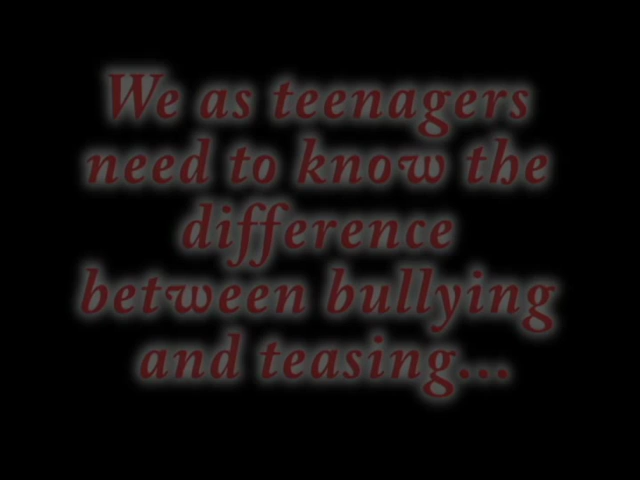 We as teenagers
need to know the
difference
between bullying
and teasing...